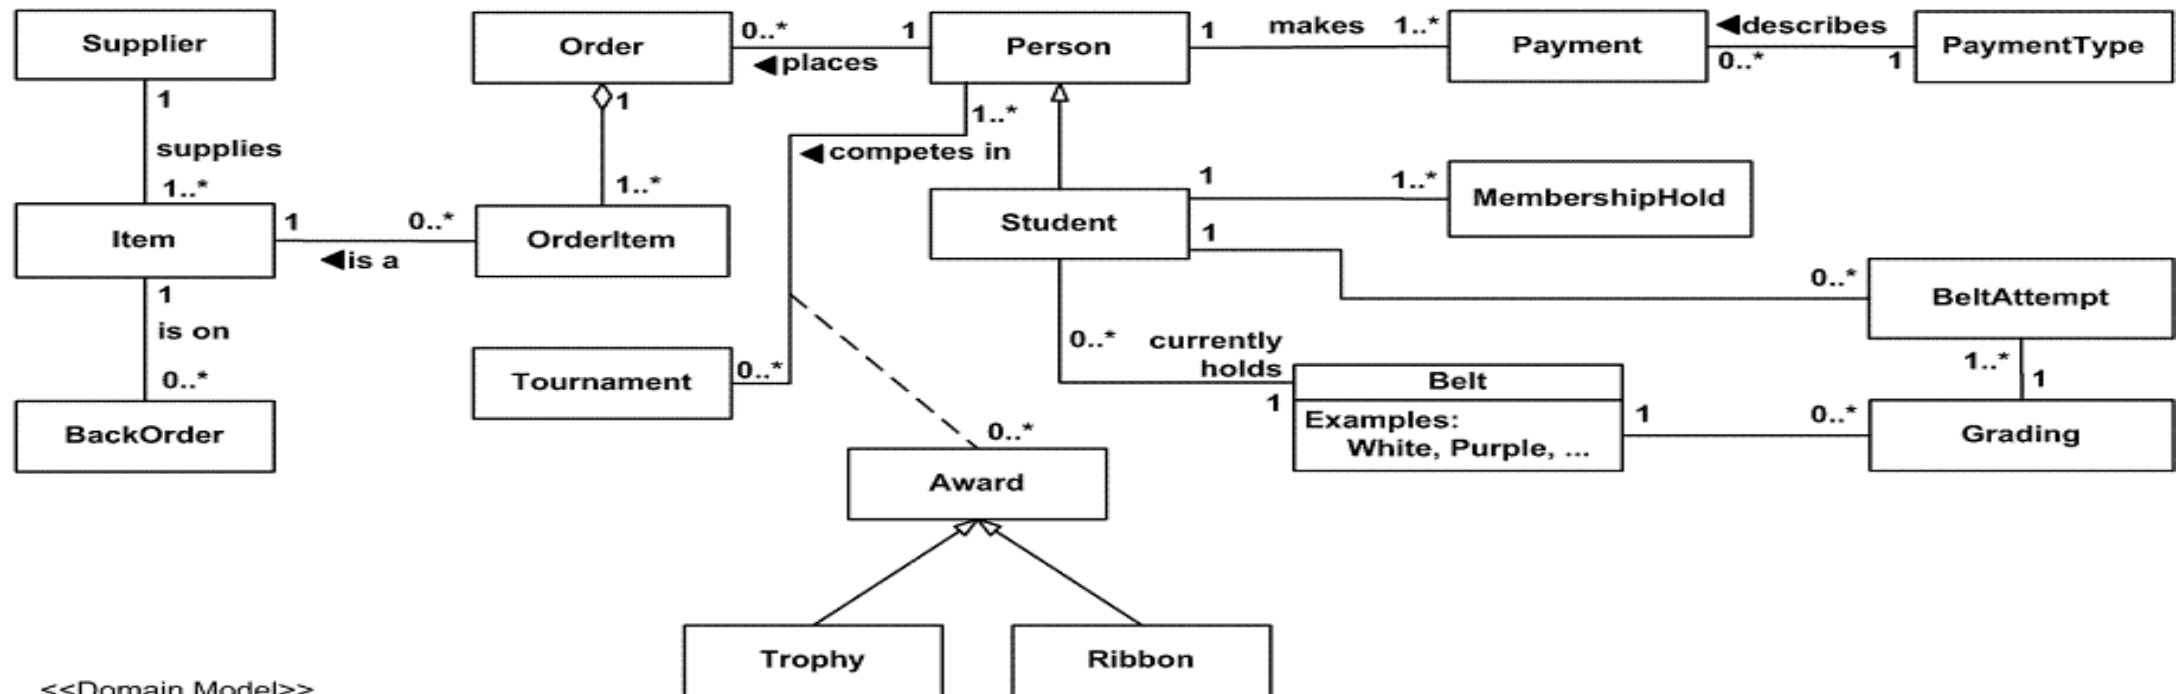 Supplier
Order
0..*
1
◀places
Person
1
makes
1..*
Payment
◀describes
0..*
1
PaymentType
1
supplies
1..*
1
1..*
1..*
◀competes in
Item
1
0..*
◀is a
OrderItem
Student
1
1..*
MembershipHold
1
0..*
BeltAttempt
1
is on
0..*
BackOrder
Tournament
0..*
0..*
currently
holds
1
Belt
Examples:
White, Purple, ...
1
0..*
1..*
1
Grading
0..*
Award
Trophy
Ribbon
<<Domain Model>>